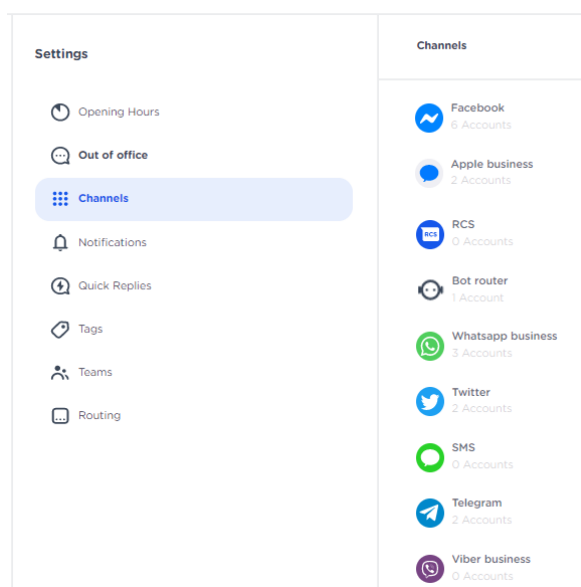 Settings
Opening Hours
Out of office
Channels
Notifications
Quick Replies
Tags
Teams
Routing
Channels
Facebook
6 Accounts
Apple business
2 Accounts
RCS
RCS
0 Accounts
Bot router
1 Account
Whatsapp business
3 Accounts
Twitter
2 Accounts
SMS
0 Accounts
Telegram
2 Accounts
Viber business
0 Accounts